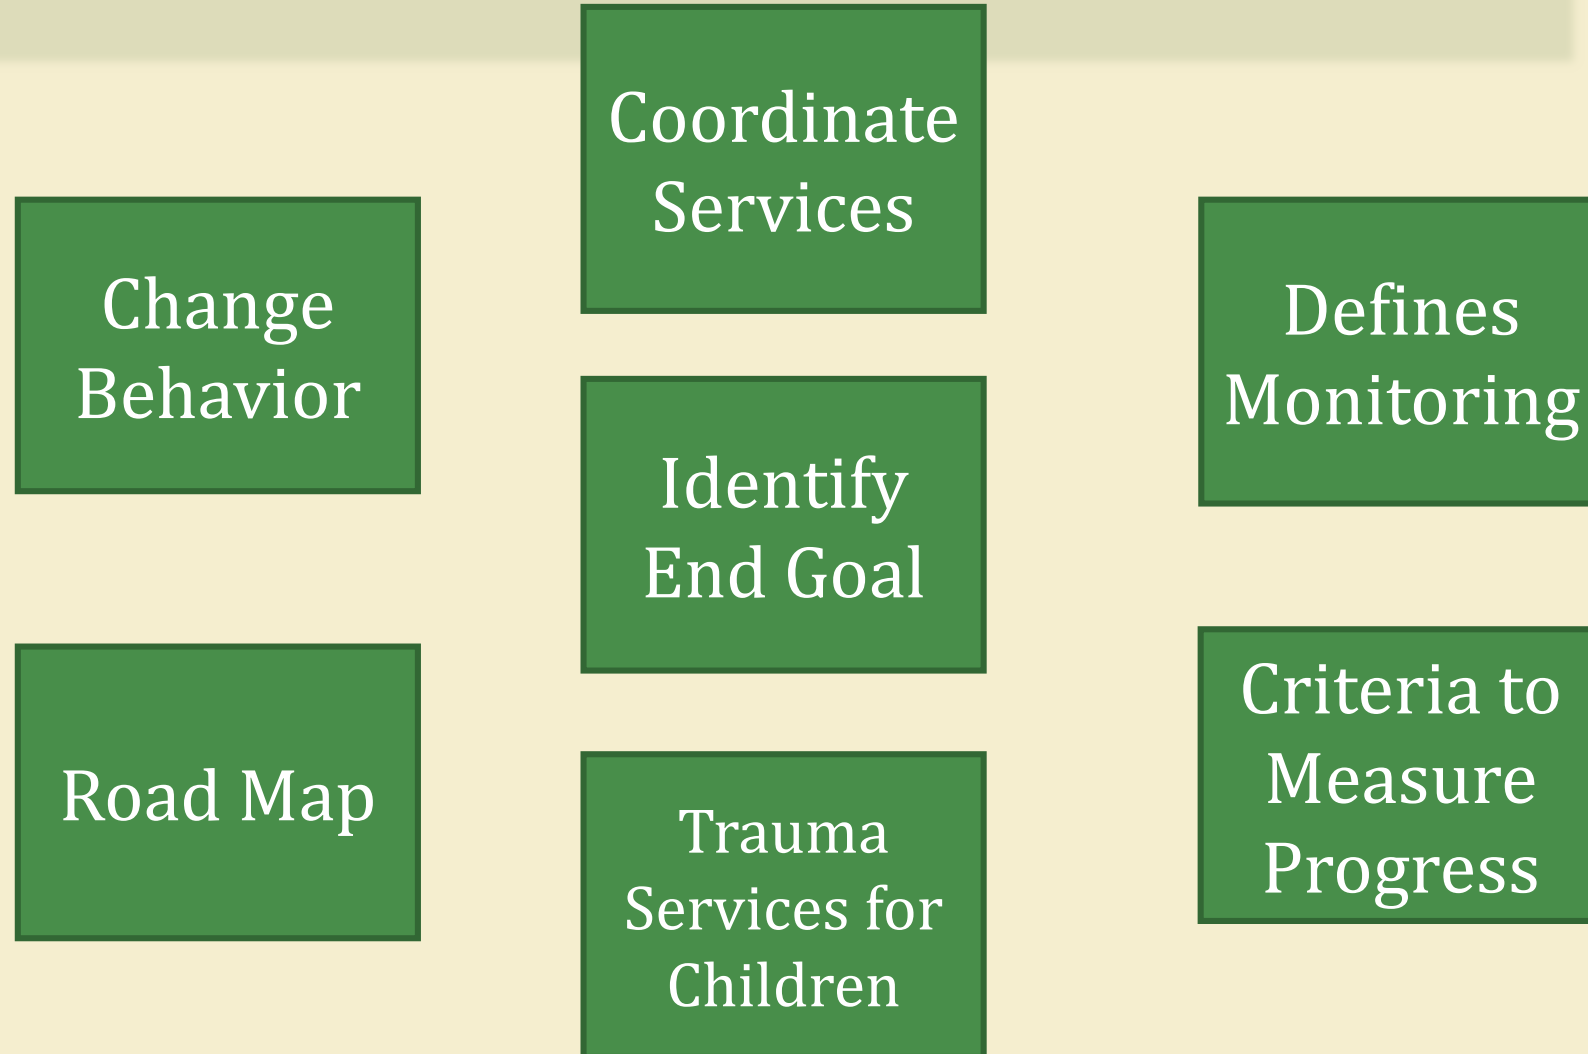 Coordinate
Services
Change
Behavior
Defines
Monitoring
Identify
End Goal
Road Map
Criteria to
Measure
Progress
Trauma
Services for
Children